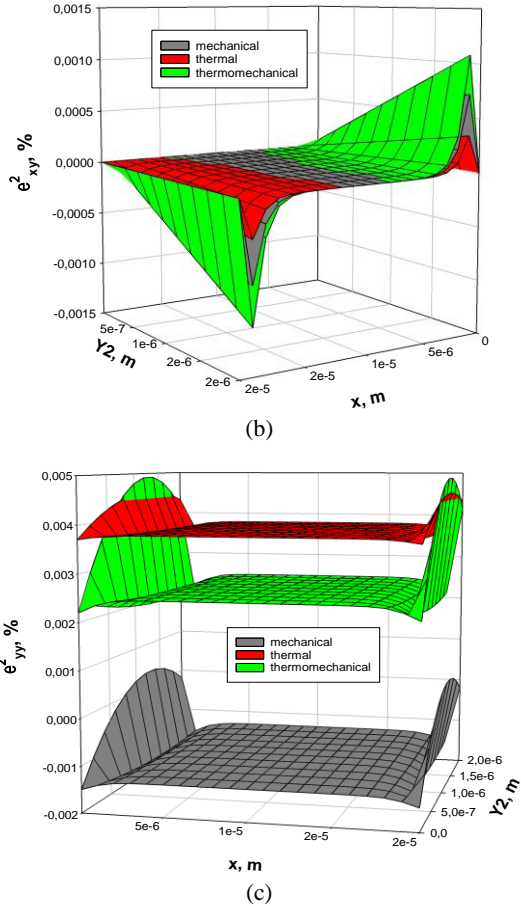 0,0015
0,0010
0,0005
0,0000
-0,0005
-0,0010
-0,0015
e²xy, %
mechanical
thermal
thermomechanical
5e-7
1e-6
2e-6
2e-6
Y2, m
2e-5
2e-5
1e-5
5e-6
0
x, m
(b)
0,005
0,004
0,003
0,002
0,001
0,000
-0,001
-0,002
e²yy, %
mechanical
thermal
thermomechanical
5e-6
1e-5
2e-5
2e-5
x, m
2,0e-6
1,5e-6
1,0e-6
5,0e-7
0,0
Y2, m
(c)